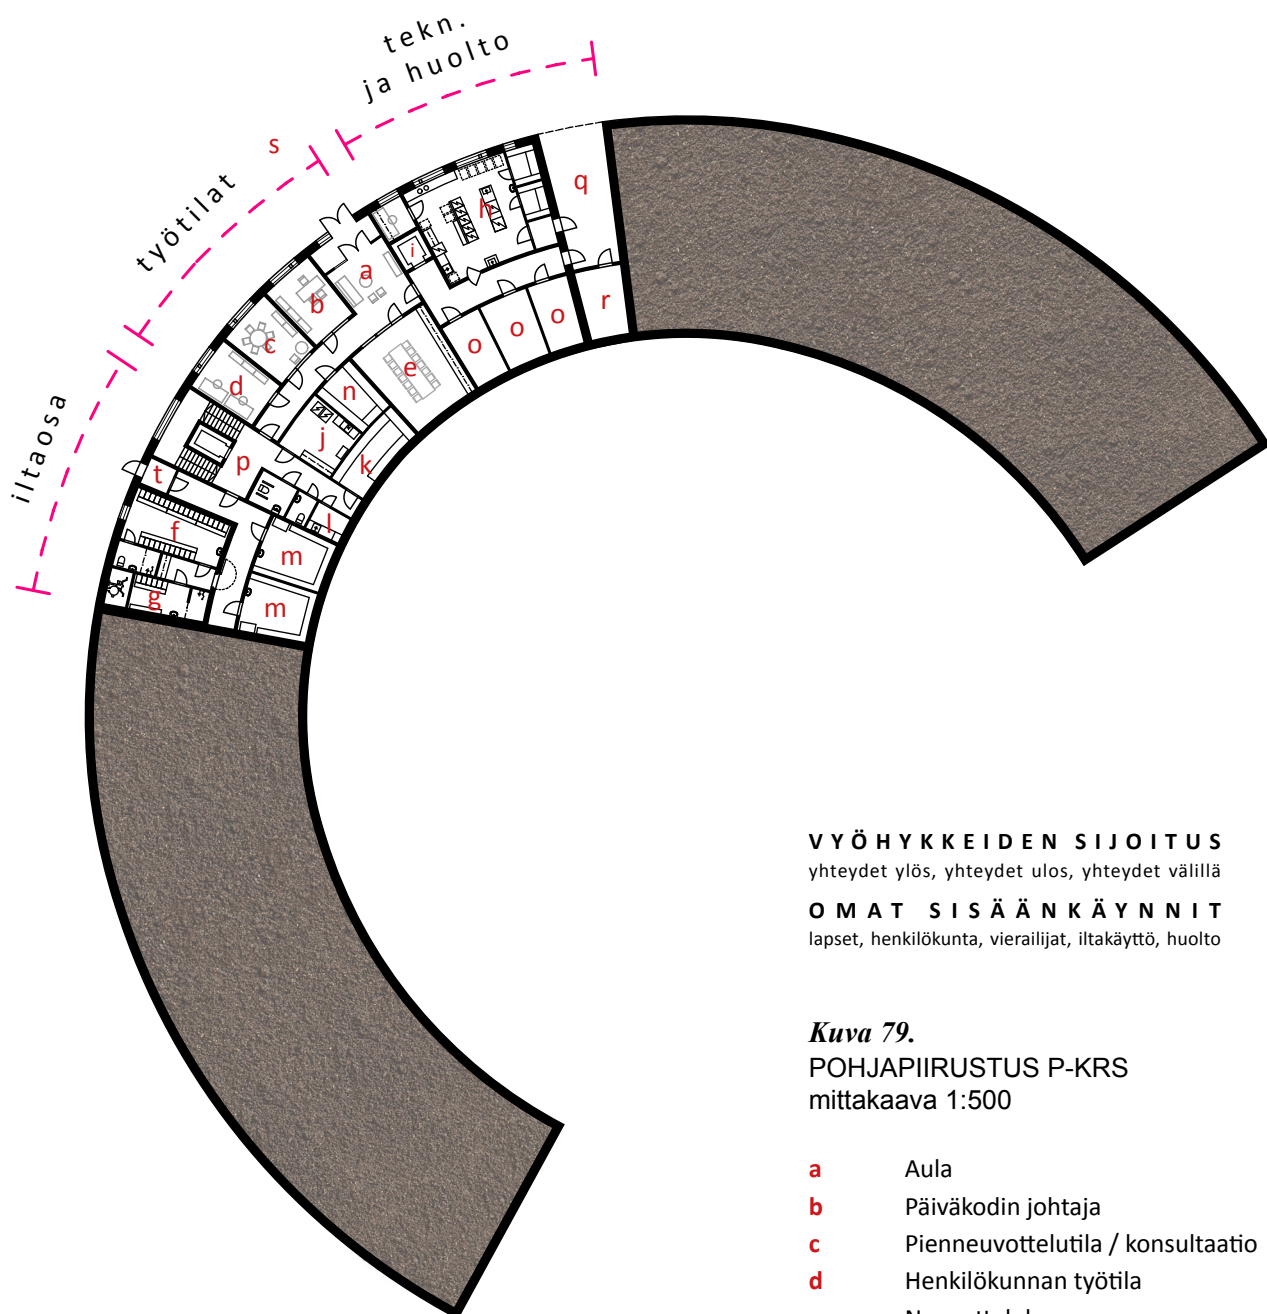 tekn.
ja huolto
s
työtilat
iltaosa
q
h
i
a
b
r
o
o
o
c
e
d
n
j
k
p
t
l
f
m
g
m
VYÖHYKKEIDEN SIJOITUS
yhteydet ylös, yhteydet ulos, yhteydet välillä
OMAT SISÄÄNKÄYNNIT
lapset, henkilökunta, vierailijat, iltakäyttö, huolto
Kuva 79.
POHJAPIIRUSTUS P-KRS
mittakaava 1:500
a Aula
b Päiväkodin johtaja
c Pienneuvottelutila / konsultaatio
d Henkilökunnan työtila